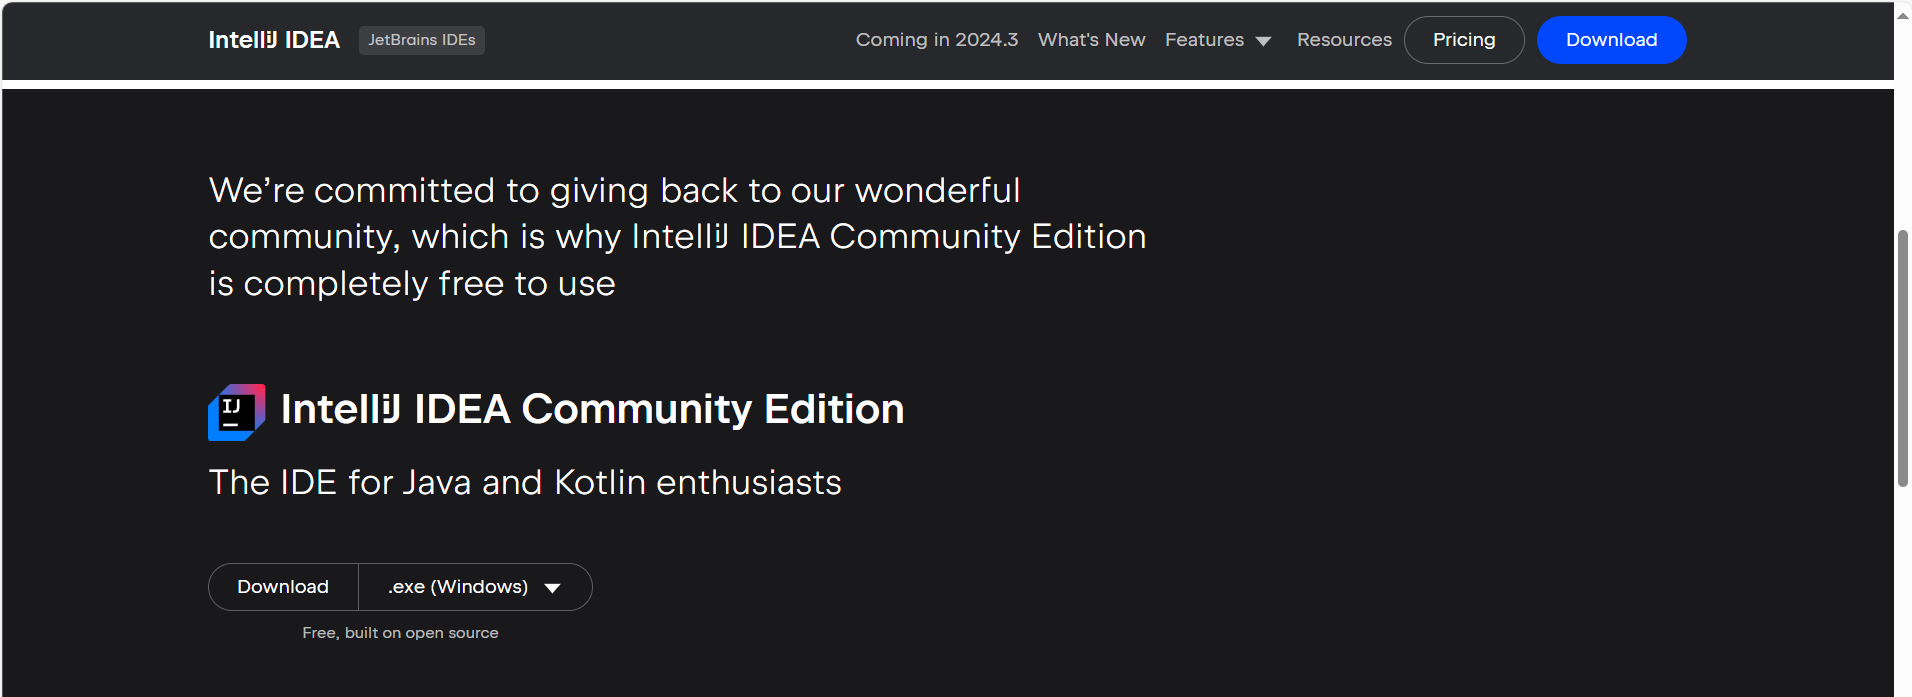 IntelliJ IDEA JetBrains IDEs Coming in 2024.3 What's New Features Resources Pricing Download
We’re committed to giving back to our wonderful
community, which is why IntelliJ IDEA Community Edition
is completely free to use
IJ
IntelliJ IDEA Community Edition
The IDE for Java and Kotlin enthusiasts
Download .exe (Windows)
Free, built on open source